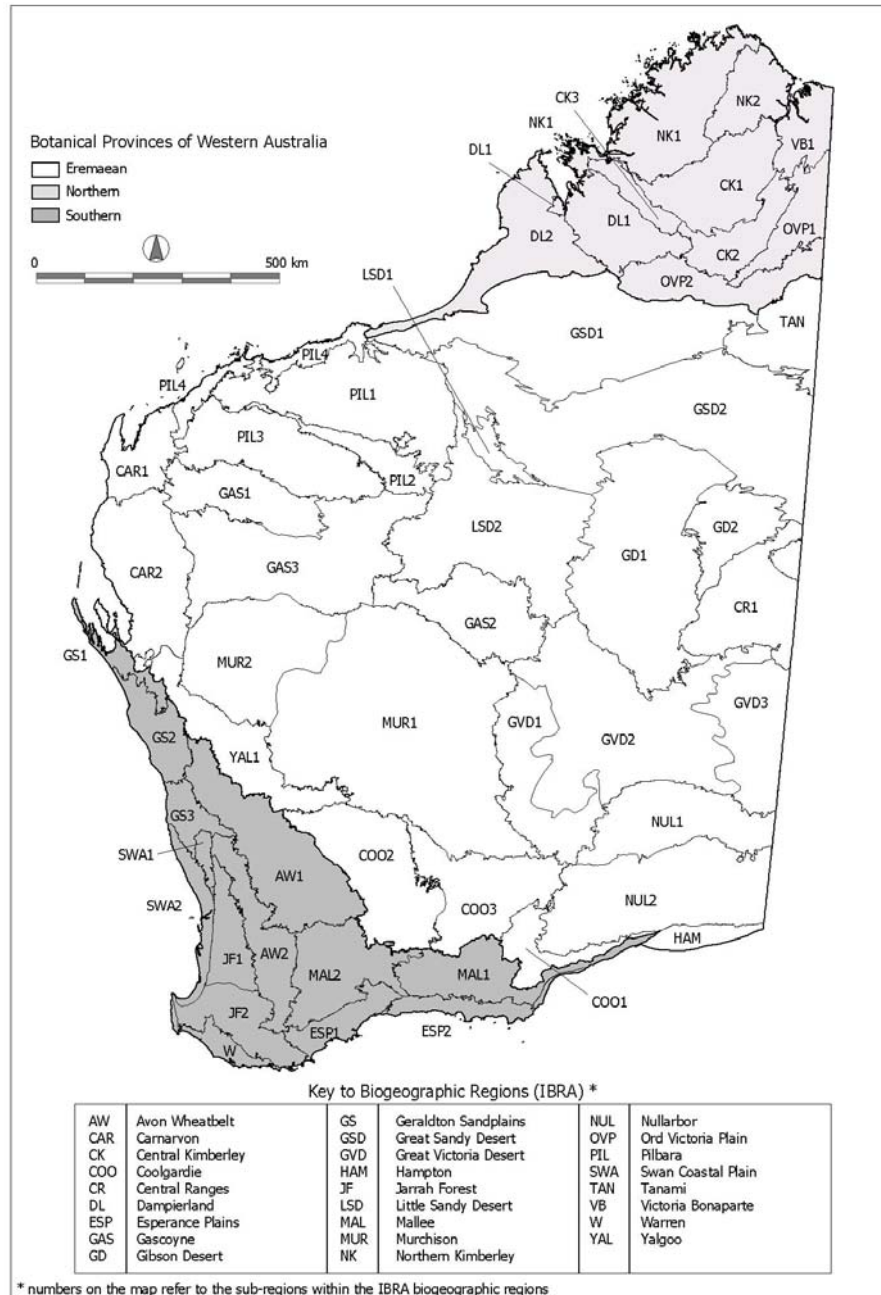 Botanical Provinces of Western Australia
Eremaean
Northern
Southern
0 500 km
CK3
NK2
NK1
NK1
VB1
DL1
CK1
DL1
OVP1
DL2
CK2
LSD1
OVP2
TAN
GSD1
PIL4
PIL4
PIL1
GSD2
PIL3
CAR1
PIL2
GAS1
LSD2
GD2
GD1
CAR2
GAS3
CR1
GAS2
GS1
MUR2
GVD3
MUR1
GVD1
GVD2
GS2
YAL1
GS3
NUL1
SWA1
COO2
AW1
NUL2
SWA2
COO3
HAM
JF1
AW2
MAL2
MAL1
COO1
JF2
ESP1
ESP2
W
Key to Biogeographic Regions (IBRA) *
AW Avon Wheatbelt GS Geraldton Sandplains NUL Nullarbor
CAR Carnarvon GSD Great Sandy Desert OVP Ord Victoria Plain
CK Central Kimberley GVD Great Victoria Desert PIL Pilbara
COO Coolgardie HAM Hampton SWA Swan Coastal Plain
CR Central Ranges JF Jarrah Forest TAN Tanami
DL Dampierland LSD Little Sandy Desert VB Victoria Bonaparte
ESP Esperance Plains MAL Mallee W Warren
GAS Gascoyne MUR Murchison YAL Yalgoo
GD Gibson Desert NK Northern Kimberley
* numbers on the map refer to the sub-regions within the IBRA biogeographic regions